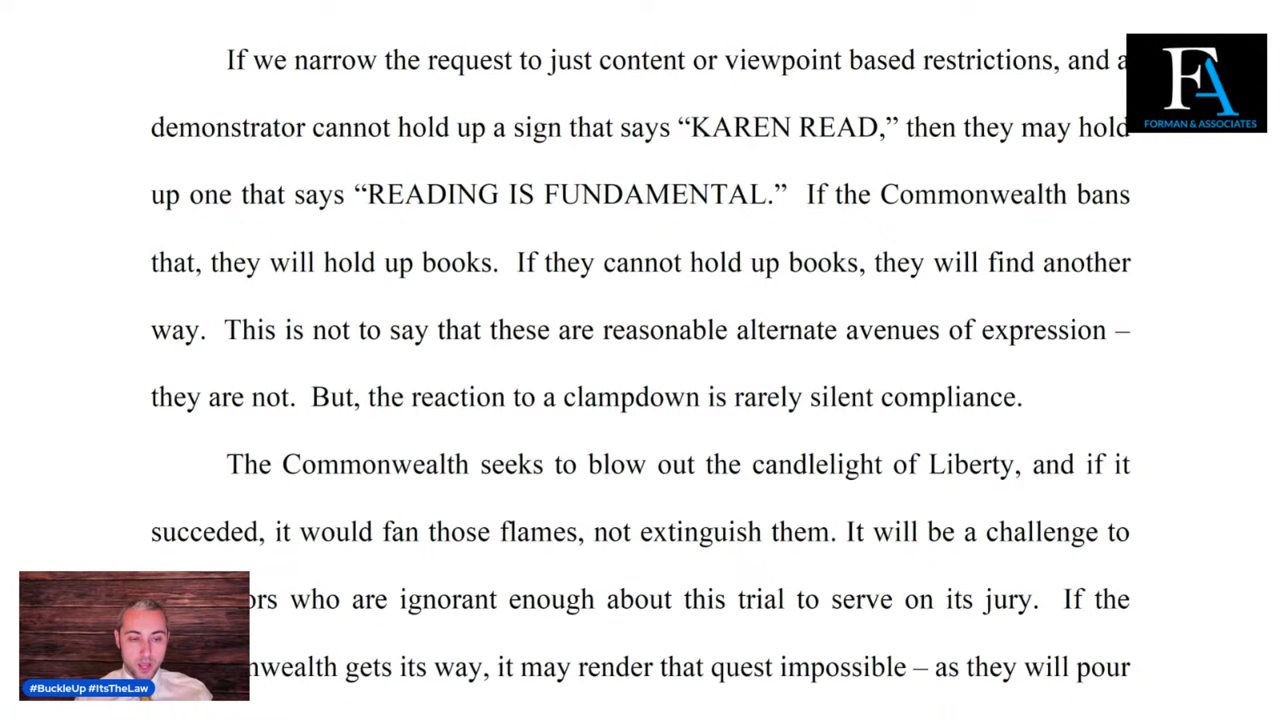 If we narrow the request to just content or viewpoint based restrictions, and a
demonstrator cannot hold up a sign that says “KAREN READ,” then they may hold
up one that says “READING IS FUNDAMENTAL.” If the Commonwealth bans
that, they will hold up books. If they cannot hold up books, they will find another
way. This is not to say that these are reasonable alternate avenues of expression –
they are not. But, the reaction to a clampdown is rarely silent compliance.
The Commonwealth seeks to blow out the candlelight of Liberty, and if it
succeded, it would fan those flames, not extinguish them. It will be a challenge to
who are ignorant enough about this trial to serve on its jury. If the
gets its way, it may render that quest impossible – as they will pour
FA
FORMAN & ASSOCIATES
#BuckleUp #ItsTheLaw